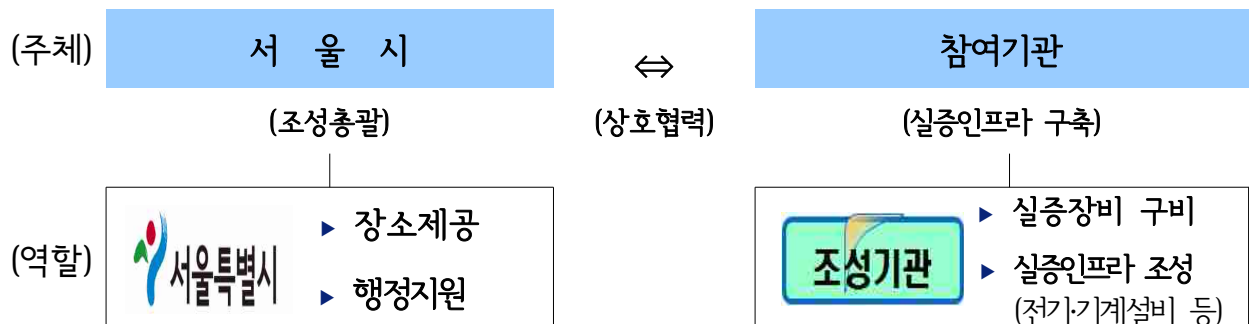 (주체) 서 울 시 ⇔ 참여기관
(조성총괄) (상호협력) (실증인프라 구축)
(역할)
서울특별시
▶ 장소제공
▶ 행정지원
조성기관
▶ 실증장비 구비
▶ 실증인프라 조성
(전기·기계설비 등)